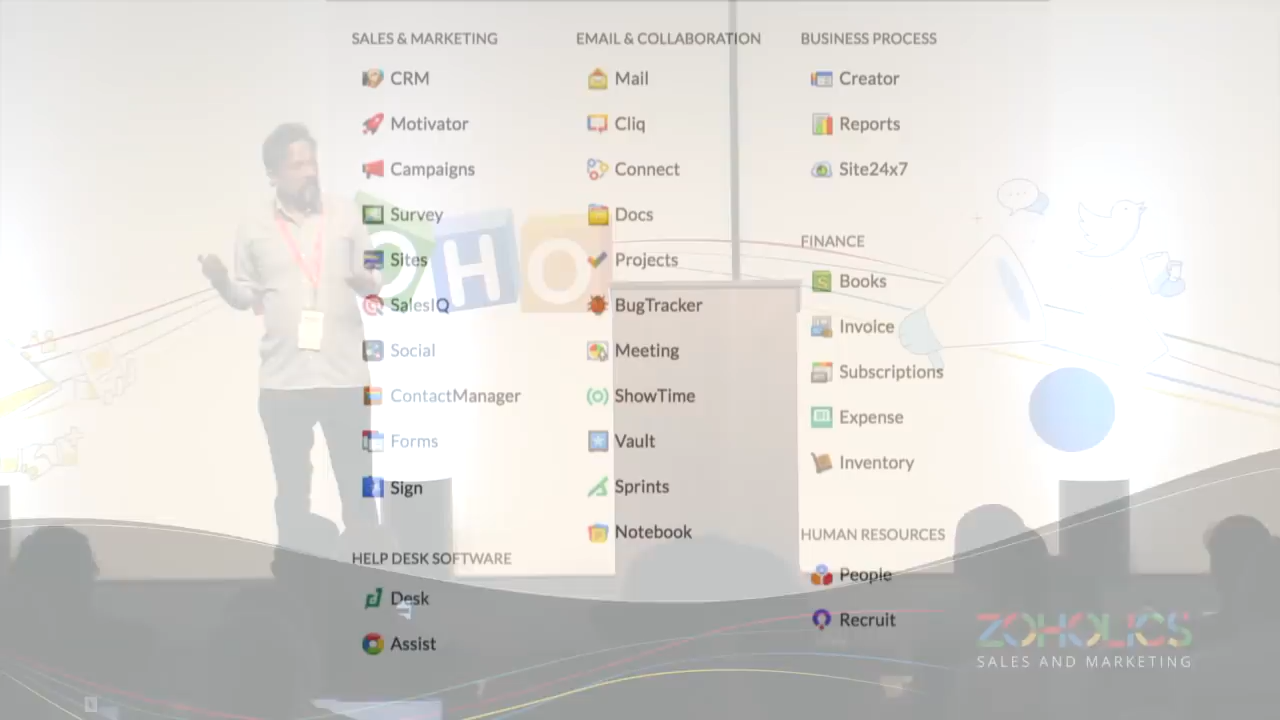 SALES & MARKETING
CRM
Motivator
Campaigns
Survey
Sites
SalesIQ
Social
ContactManager
Forms
Sign
HELP DESK SOFTWARE
Desk
Assist
EMAIL & COLLABORATION
Mail
Cliq
Connect
Docs
Projects
BugTracker
Meeting
ShowTime
Vault
Sprints
Notebook
BUSINESS PROCESS
Creator
Reports
Site24x7
FINANCE
Books
Invoice
Subscriptions
Expense
Inventory
HUMAN RESOURCES
People
Recruit
OHO
ZOHOLICS
SALES AND MARKETING